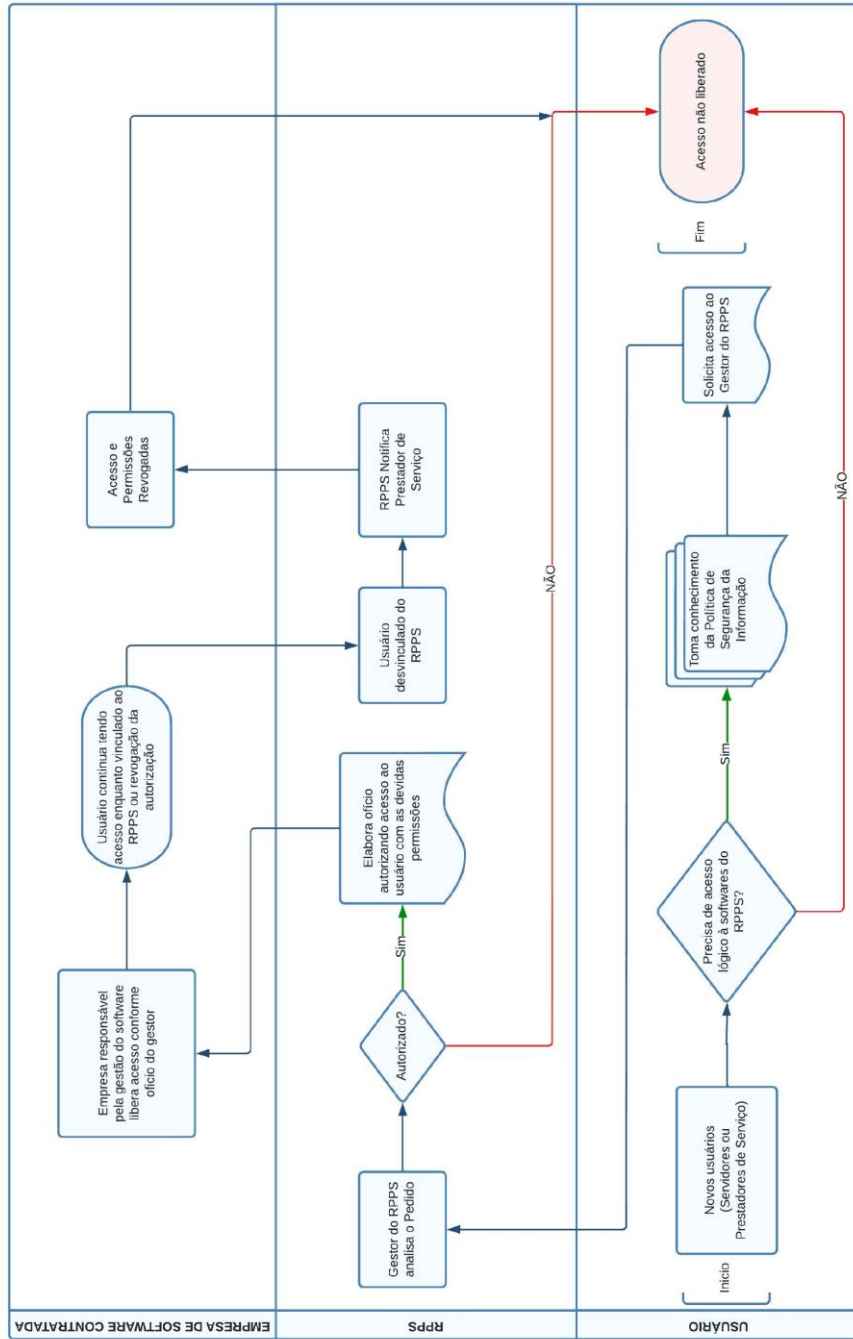 EMPRESA DE SOFTWARE CONTRATADA
Empresa responsável
pela gestão do software
libera acesso conforme
ofício do gestor
Usuário continua tendo
acesso enquanto vinculado ao
RPPS ou revogação da
autorização
Acesso e
Permissões
Revogadas
RPPS
Gestor do RPPS
analisa o Pedido
Autorizado?
Sim
Elabora ofício
autorizando acesso ao
usuário com as devidas
permissões
Usuário
desvinculado do
RPPS
RPPS Notifica
Prestador de
Serviço
NÃO
USUÁRIO
Inicio
Novos usuários
(Servidores ou
Prestadores de Serviço)
Precisa de acesso
lógico à softwares do
RPPS?
Sim
Toma conhecimento
da Política de
Segurança da
Informação
Solicita acesso ao
Gestor do RPPS
Fim
Acesso não liberado
NÃO